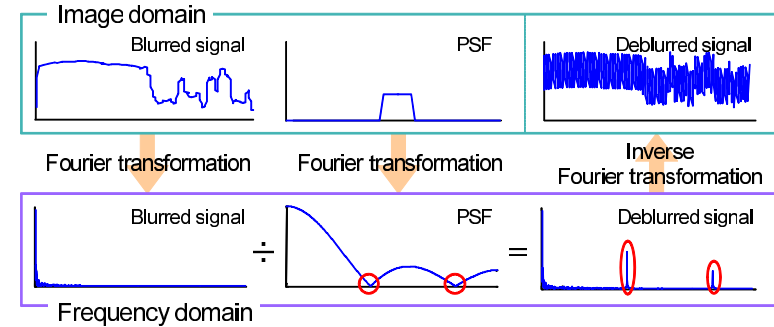 Image domain
Blurred signal
PSF
Deblurred signal
Fourier transformation
Fourier transformation
Inverse
Fourier transformation
Blurred signal
÷
PSF
=
Deblurred signal
Frequency domain